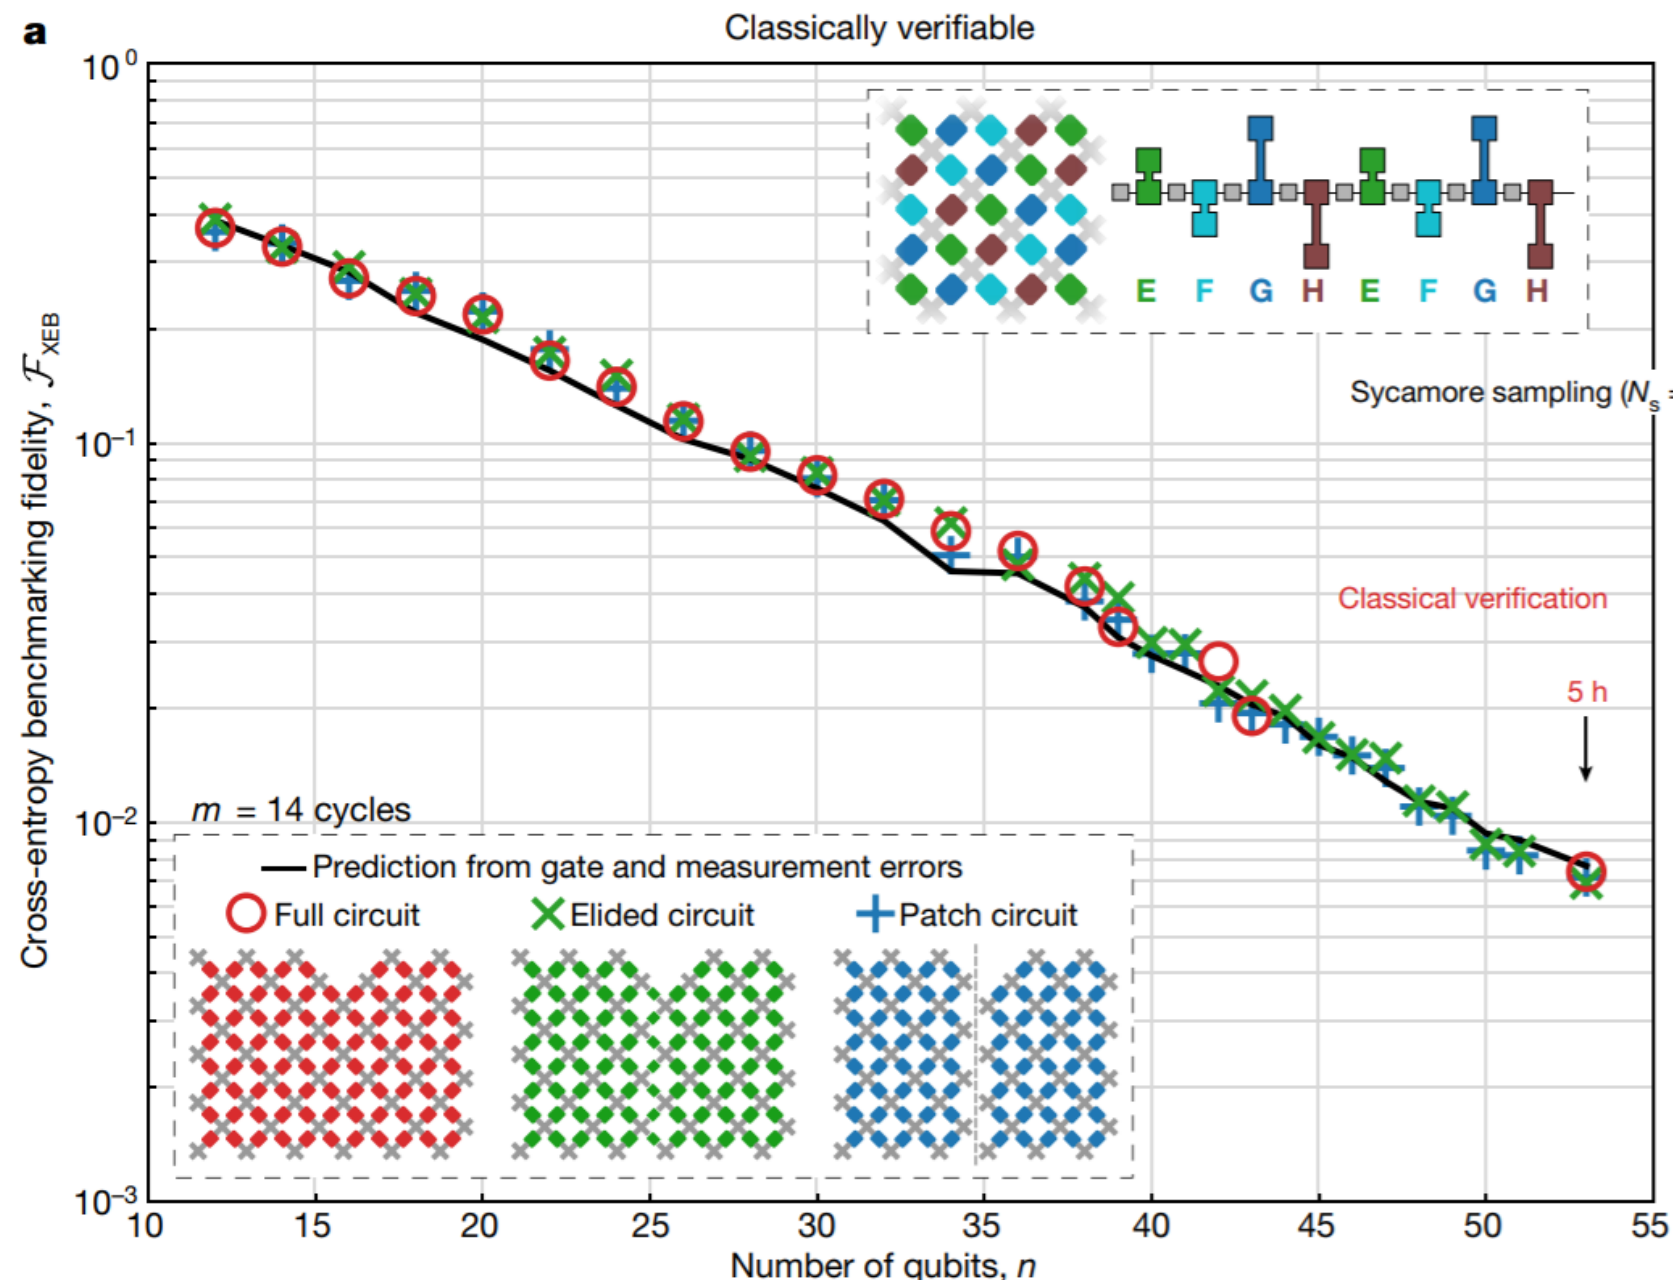 a
Classically verifiable
10⁰
E F G H E F G H
Cross-entropy benchmarking fidelity, ℱ_XEB
Sycamore sampling (N_s =
10⁻¹
Classical verification
5 h
m = 14 cycles
10⁻²
Prediction from gate and measurement errors
Full circuit Elided circuit Patch circuit
10⁻³
10 15 20 25 30 35 40 45 50 55
Number of qubits, n